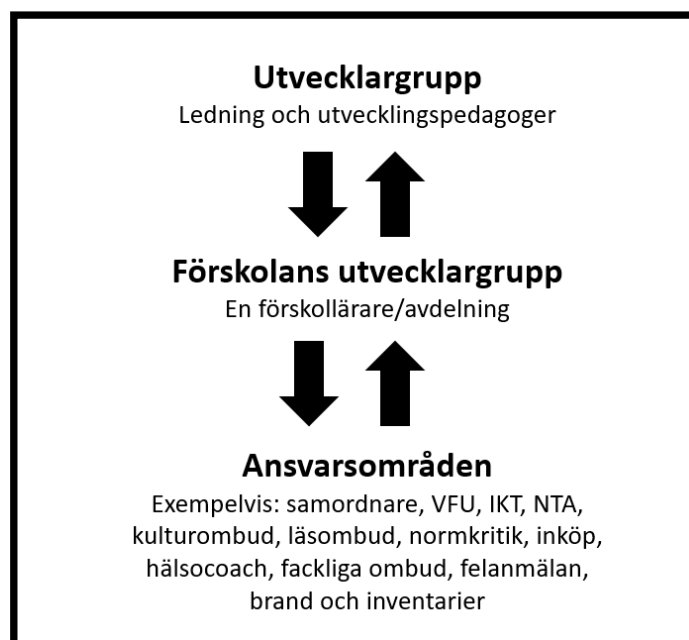 Utvecklargrupp
Ledning och utvecklingspedagoger
Förskolans utvecklargrupp
En förskollärare/avdelning
Ansvarsområden
Exempelvis: samordnare, VFU, IKT, NTA,
kulturombud, läsombud, normkritik, inköp,
hälsocoach, fackliga ombud, felanmälan,
brand och inventarier